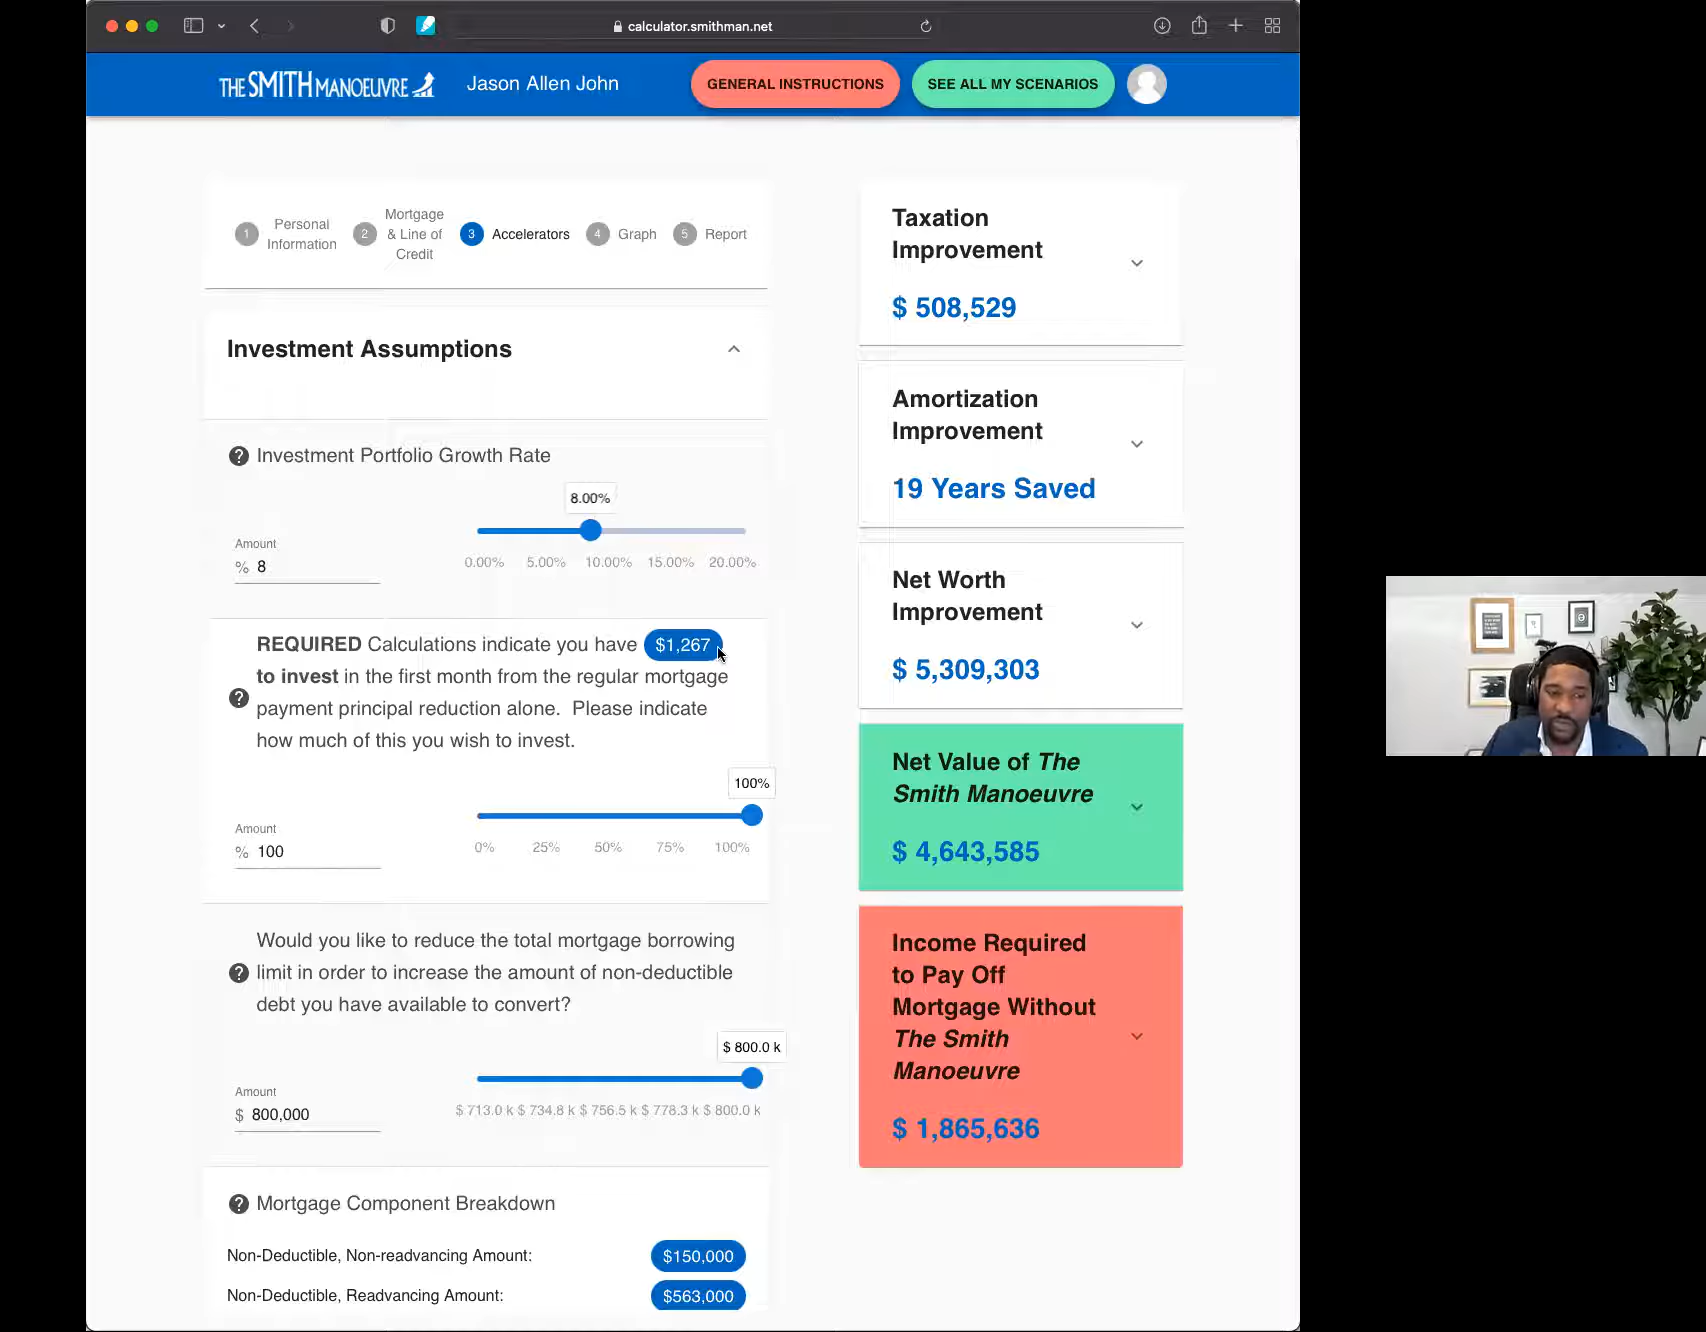 calculator.smithman.net
THE SMITH MANOEUVRE
Jason Allen John
GENERAL INSTRUCTIONS
SEE ALL MY SCENARIOS
1 Personal Information
2 Mortgage & Line of Credit
3 Accelerators
4 Graph
5 Report
Investment Assumptions
? Investment Portfolio Growth Rate
8.00%
Amount
% 8
0.00% 5.00% 10.00% 15.00% 20.00%
REQUIRED Calculations indicate you have $1,267
to invest in the first month from the regular mortgage
? payment principal reduction alone. Please indicate
how much of this you wish to invest.
100%
Amount
% 100
0% 25% 50% 75% 100%
Would you like to reduce the total mortgage borrowing
? limit in order to increase the amount of non-deductible
debt you have available to convert?
$ 800.0 k
Amount
$ 800,000
$ 713.0 k $ 734.8 k $ 756.5 k $ 778.3 k $ 800.0 k
? Mortgage Component Breakdown
Non-Deductible, Non-readvancing Amount: $150,000
Non-Deductible, Readvancing Amount: $563,000
Taxation
Improvement
$ 508,529
Amortization
Improvement
19 Years Saved
Net Worth
Improvement
$ 5,309,303
Net Value of The
Smith Manoeuvre
$ 4,643,585
Income Required
to Pay Off
Mortgage Without
The Smith
Manoeuvre
$ 1,865,636